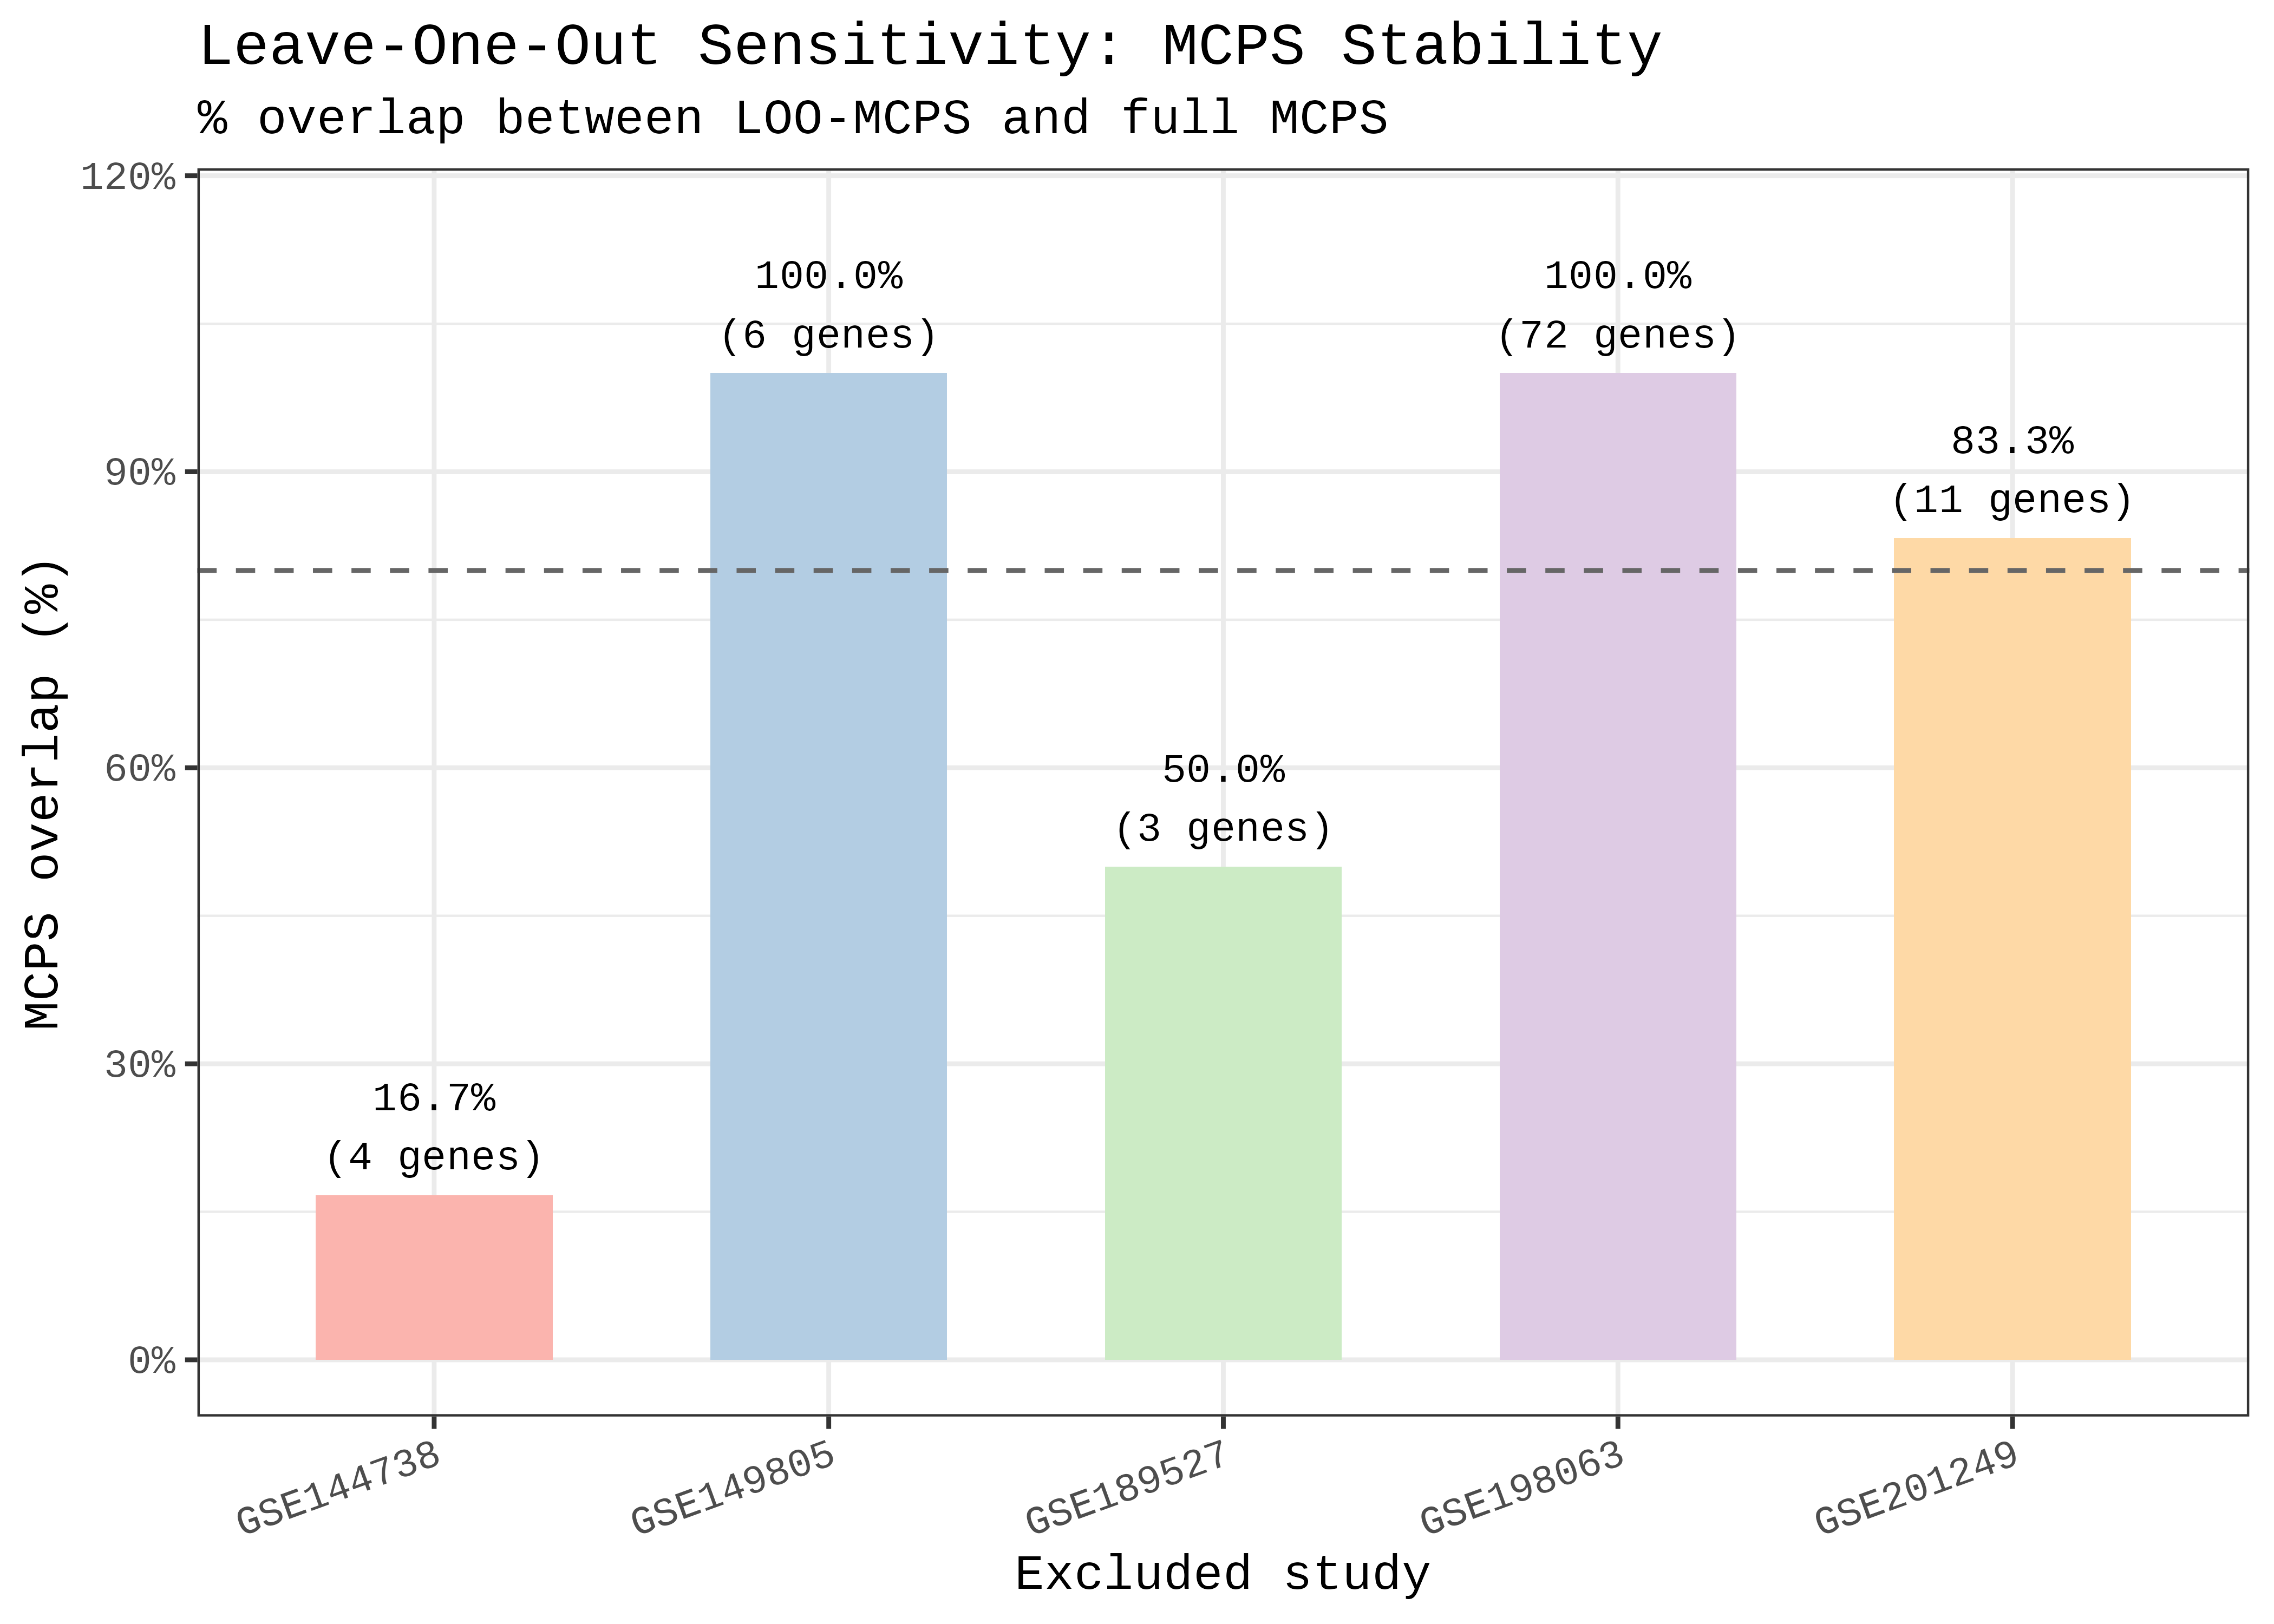 Leave-One-Out Sensitivity: MCPS Stability
% overlap between LOO-MCPS and full MCPS
MCPS overlap (%)
120%
90%
60%
30%
0%
16.7%
(4 genes)
100.0%
(6 genes)
50.0%
(3 genes)
100.0%
(72 genes)
83.3%
(11 genes)
GSE144738
GSE149805
GSE189527
GSE198063
GSE201249
Excluded study